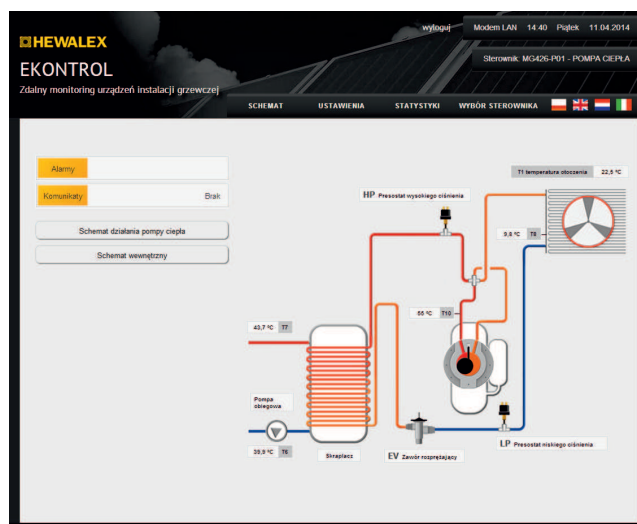 wyloguj Modem LAN 14:40 Piątek 11.04.2014
HEWALEX
EKONTROL
Zdalny monitoring urządzeń instalacji grzewczej
Sterownik: MG426-P01 - POMPA CIEPŁA
SCHEMAT USTAWIENIA STATYSTYKI WYBÓR STEROWNIKA
Alarmy
Komunikaty Brak
Schemat działania pompy ciepła
Schemat wewnętrzny
T1 temperatura otoczenia 22,5 °C
HP Presostat wysokiego ciśnienia
9,8 °C T8
55 °C T10
43,7 °C T7
Pompa
obiegowa
39,9 °C T6
Skraplacz
EV Zawór rozprężający
LP Presostat niskiego ciśnienia